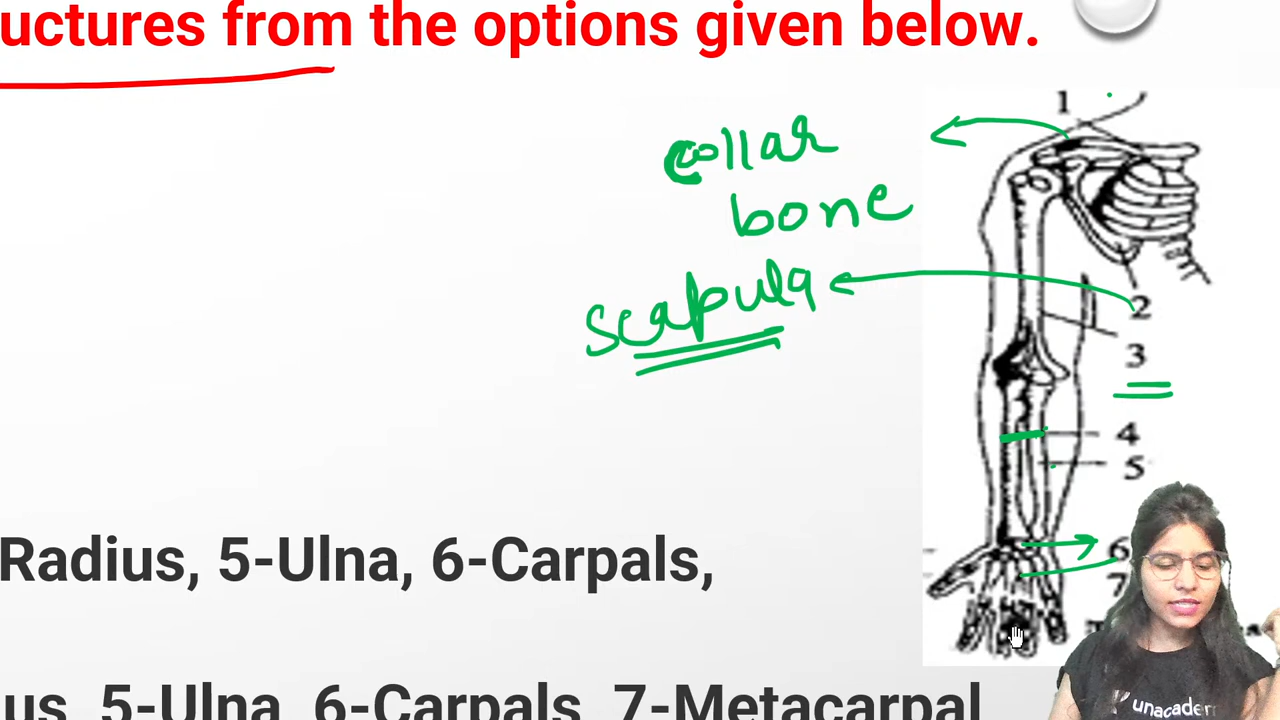 uctures from the options given below.
1
collar
bone
scapula
2
3
4
5
Radius, 5-Ulna, 6-Carpals,
6
7
unacadem
us, 5-Ulna, 6-Carpals, 7-Metacarpal